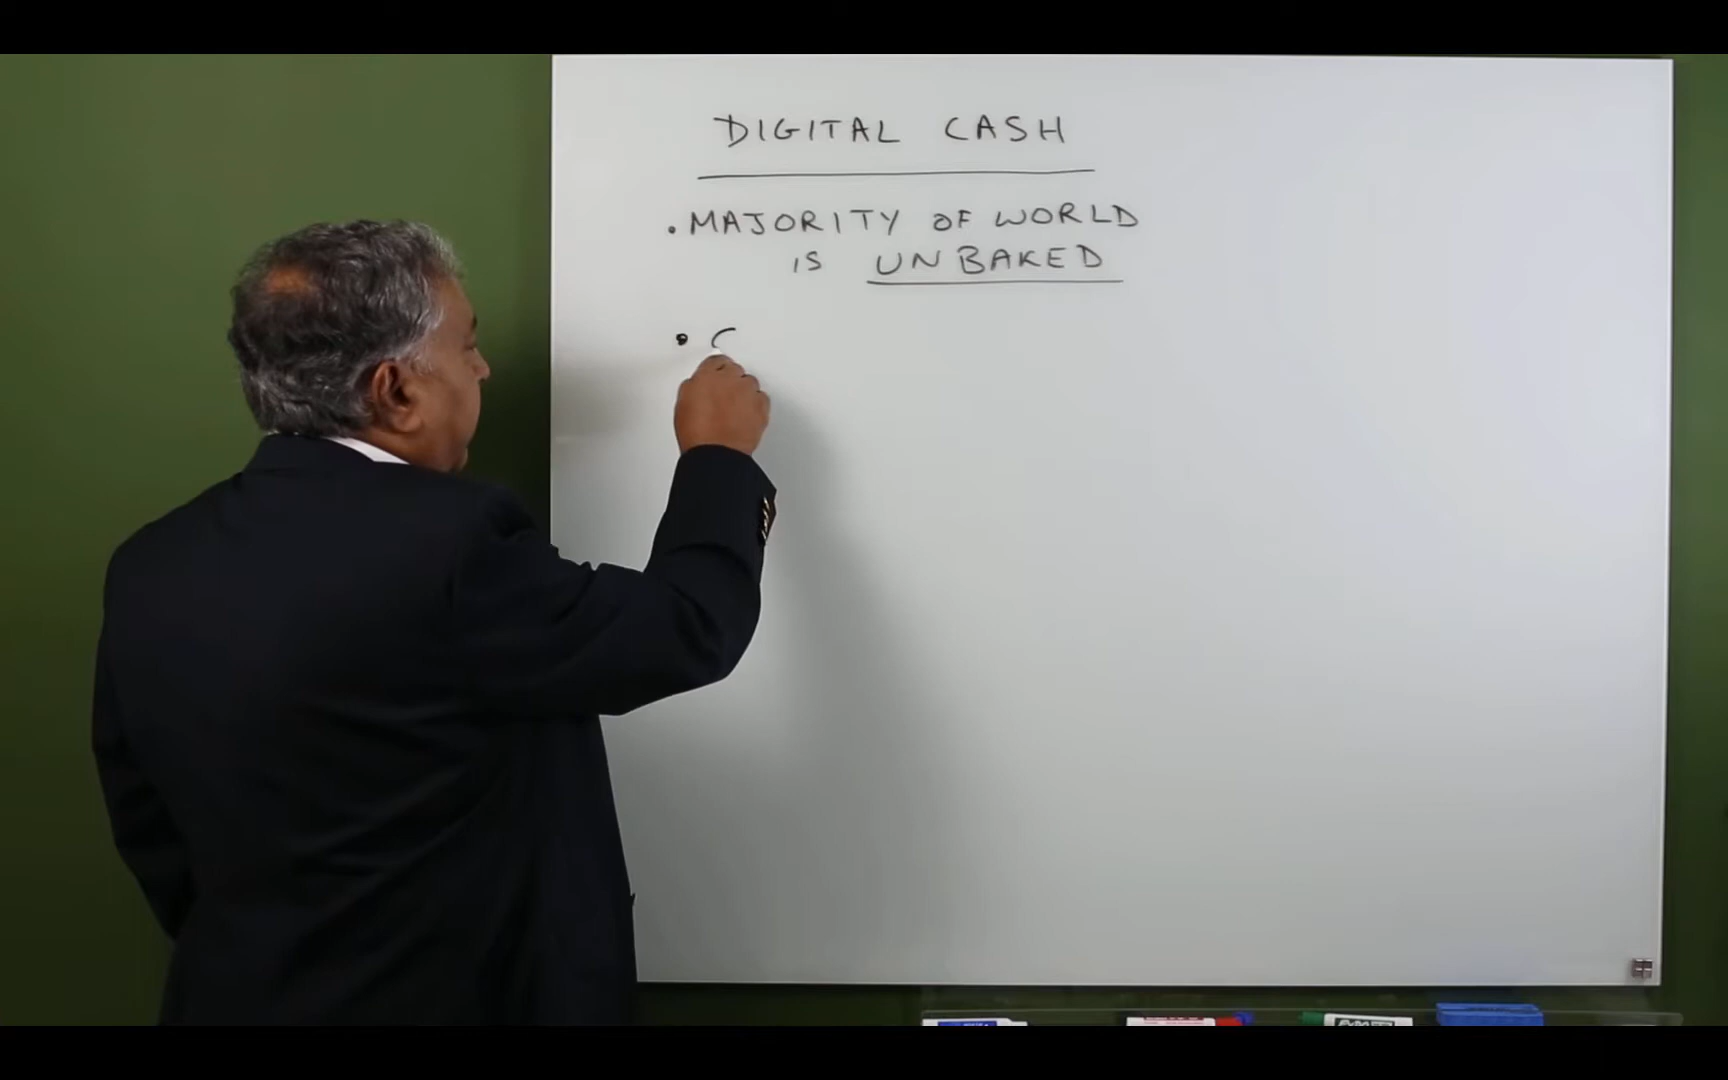 DIGITAL CASH
• MAJORITY OF WORLD
IS UNBAKED
• C